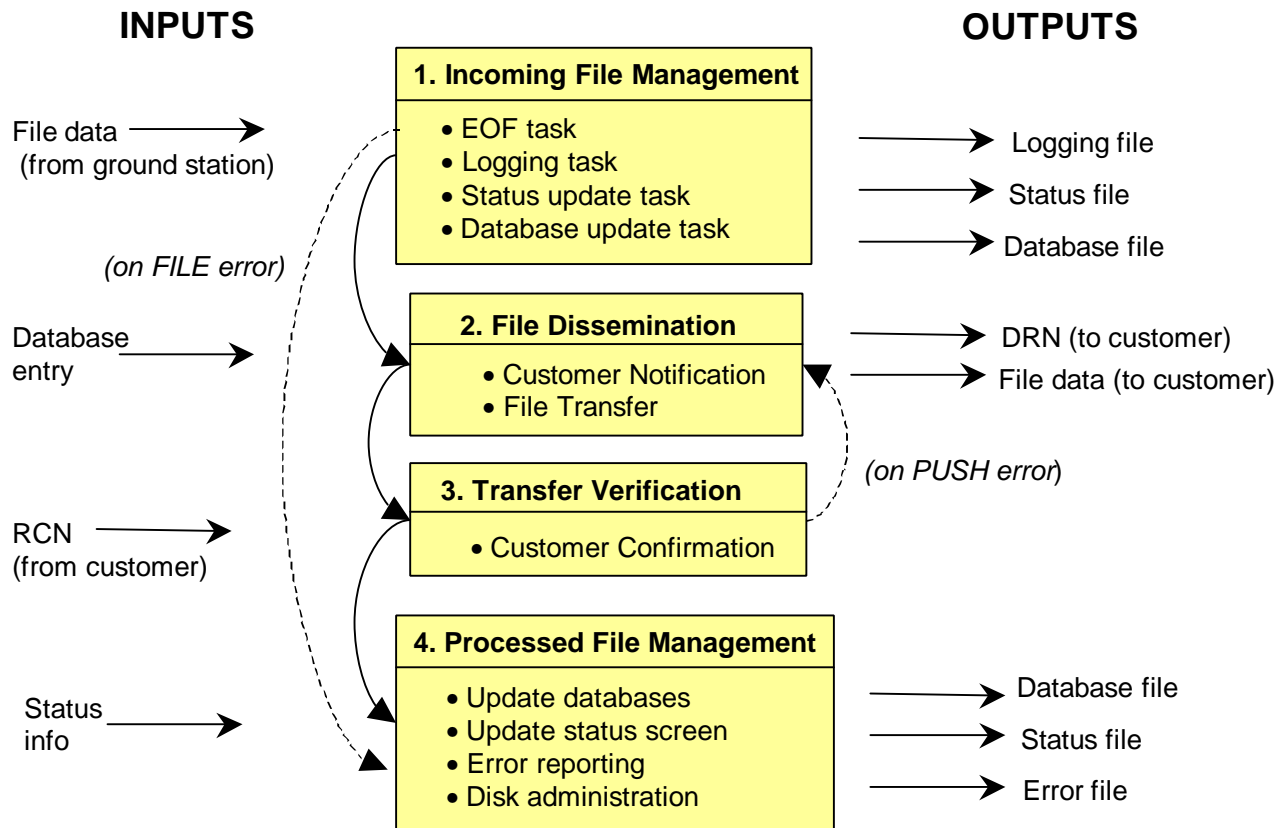 INPUTS
OUTPUTS
1. Incoming File Management
• EOF task
• Logging task
• Status update task
• Database update task
File data
(from ground station)
Logging file
Status file
Database file
(on FILE error)
2. File Dissemination
• Customer Notification
• File Transfer
Database
entry
DRN (to customer)
File data (to customer)
(on PUSH error)
3. Transfer Verification
• Customer Confirmation
RCN
(from customer)
4. Processed File Management
• Update databases
• Update status screen
• Error reporting
• Disk administration
Status
info
Database file
Status file
Error file